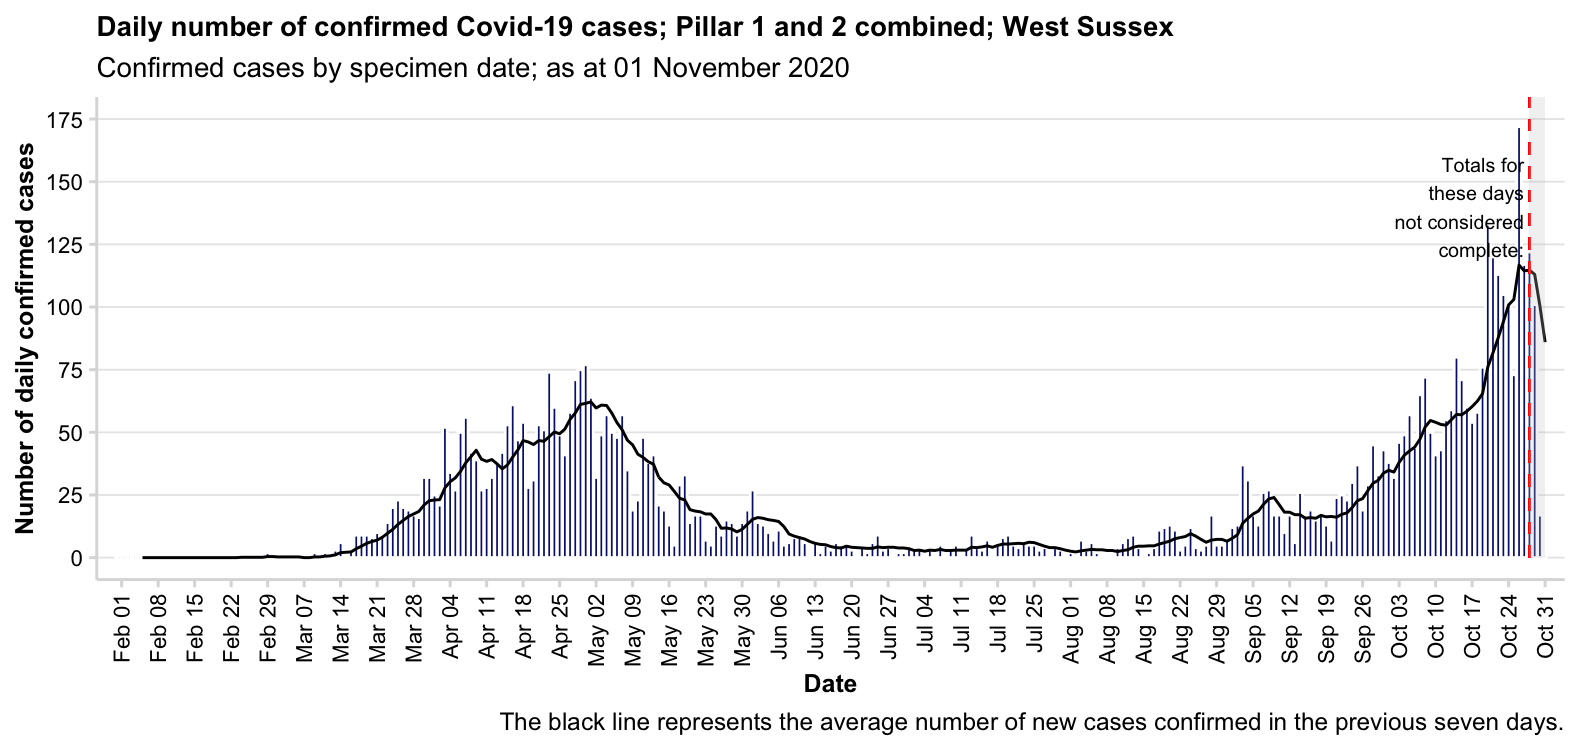 Daily number of confirmed Covid-19 cases; Pillar 1 and 2 combined; West Sussex
Confirmed cases by specimen date; as at 01 November 2020
Number of daily confirmed cases
175
150
125
100
75
50
25
0
Totals for
these days
not considered
complete:
Feb 01
Feb 08
Feb 15
Feb 22
Feb 29
Mar 07
Mar 14
Mar 21
Mar 28
Apr 04
Apr 11
Apr 18
Apr 25
May 02
May 09
May 16
May 23
May 30
Jun 06
Jun 13
Jun 20
Jun 27
Jul 04
Jul 11
Jul 18
Jul 25
Aug 01
Aug 08
Aug 15
Aug 22
Aug 29
Sep 05
Sep 12
Sep 19
Sep 26
Oct 03
Oct 10
Oct 17
Oct 24
Oct 31
Date
The black line represents the average number of new cases confirmed in the previous seven days.